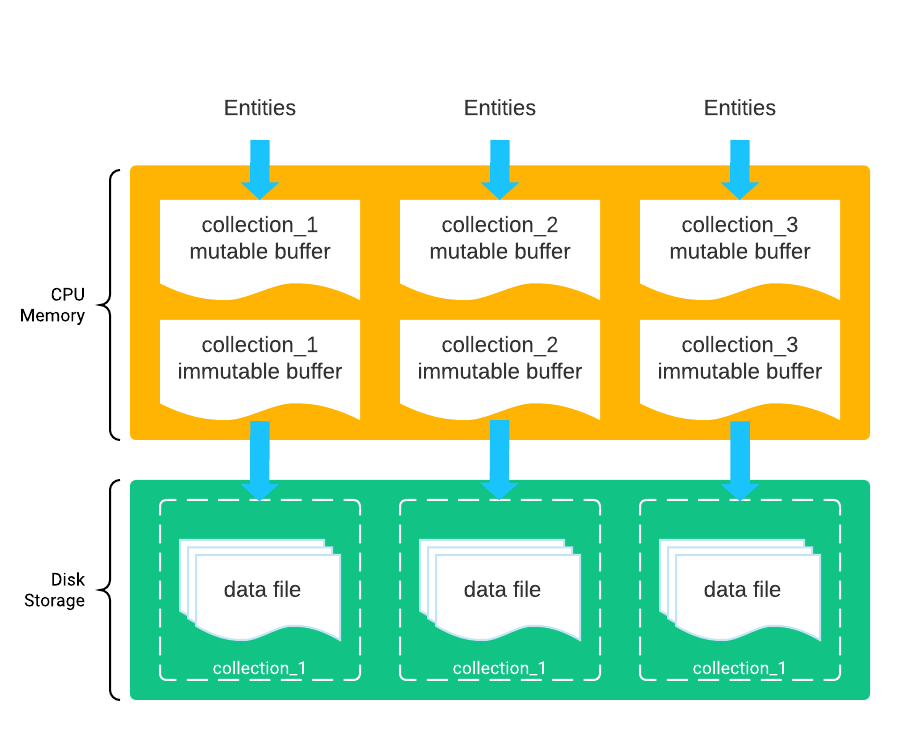 Entities
Entities
Entities
collection_1
mutable buffer
collection_2
mutable buffer
collection_3
mutable buffer
CPU
Memory
collection_1
immutable buffer
collection_2
immutable buffer
collection_3
immutable buffer
Disk
Storage
data file
data file
data file
collection_1
collection_1
collection_1